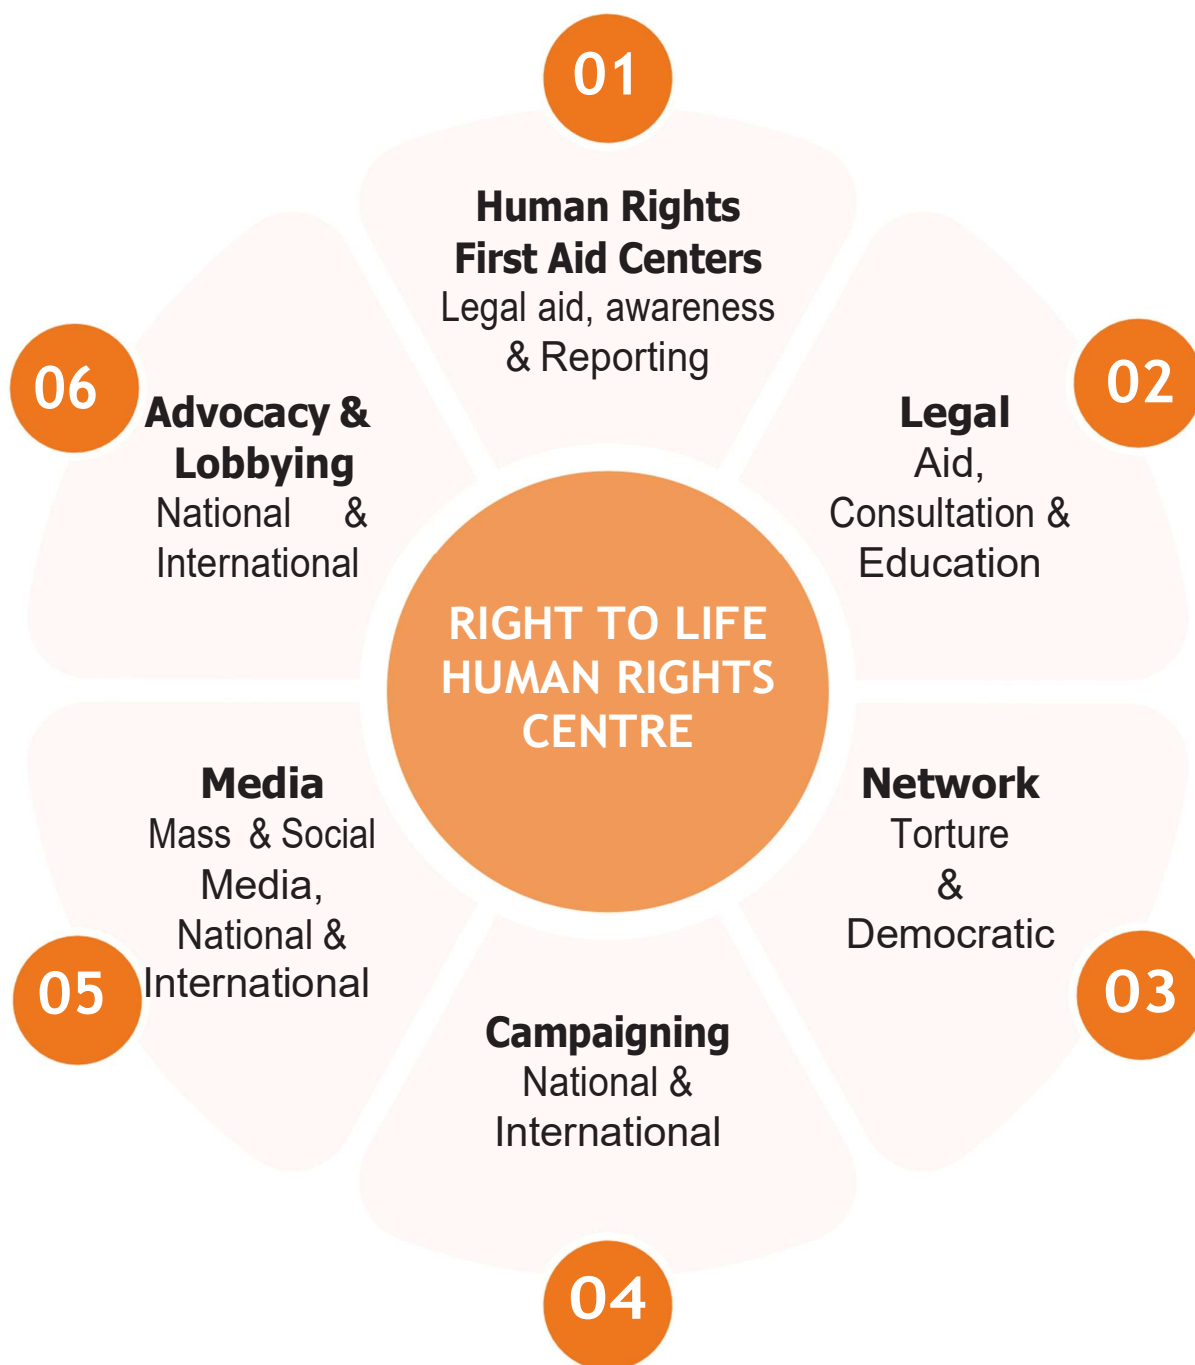 01
Human Rights
First Aid Centers
Legal aid, awareness
& Reporting
02
Legal
Aid,
Consultation &
Education
03
Network
Torture
&
Democratic
04
Campaigning
National &
International
05
Media
Mass & Social
Media,
National &
International
06
Advocacy &
Lobbying
National &
International
RIGHT TO LIFE
HUMAN RIGHTS
CENTRE